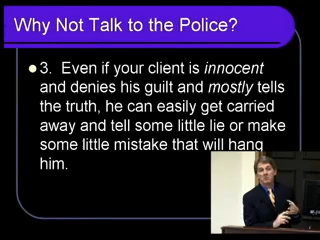 Why Not Talk to the Police?
3. Even if your client is innocent
and denies his guilt and mostly tells
the truth, he can easily get carried
away and tell some little lie or make
some little mistake that will hang
him.